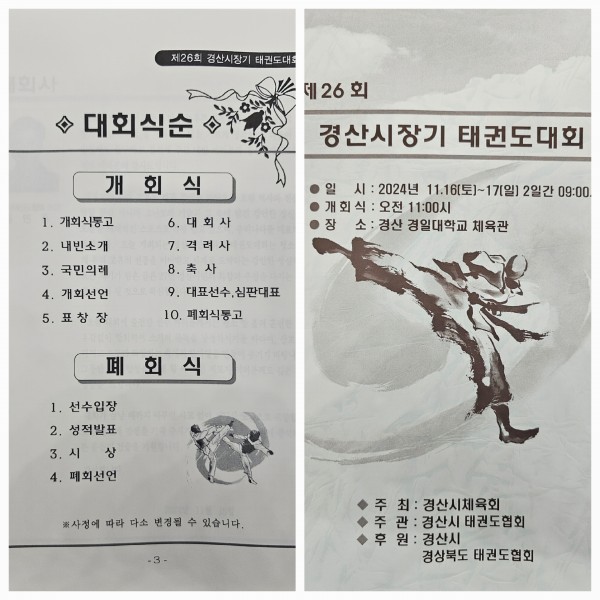 제26회 경산시장기 태권도대회
대회식순
개 회 식
1. 개회식통고
2. 내빈소개
3. 국민의례
4. 개회선언
5. 표 창 장
6. 대 회 사
7. 격 려 사
8. 축 사
9. 대표선수,심판대표
10. 폐회식통고
폐 회 식
1. 선수입장
2. 성적발표
3. 시 상
4. 폐회선언
※사정에 따라 다소 변경될 수 있습니다.
- 3 -
제26회
경산시장기 태권도대회
● 일 시 : 2024년 11.16(토)~17(일) 2일간 09:00
● 개 회 식 : 오전 11:00시
● 장 소 : 경산 경일대학교 체육관
◆ 주 최 : 경산시체육회
◆ 주 관 : 경산시 태권도협회
◆ 후 원 : 경산시
경상북도 태권도협회